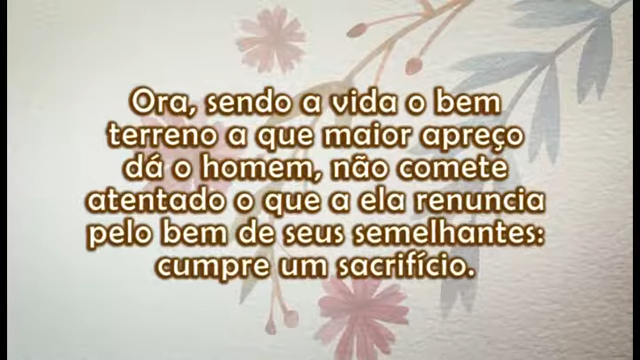 Ora, sendo a vida o bem
terreno a que maior apreço
dá o homem, não comete
atentado o que a ela renuncia
pelo bem de seus semelhantes:
cumpre um sacrifício.